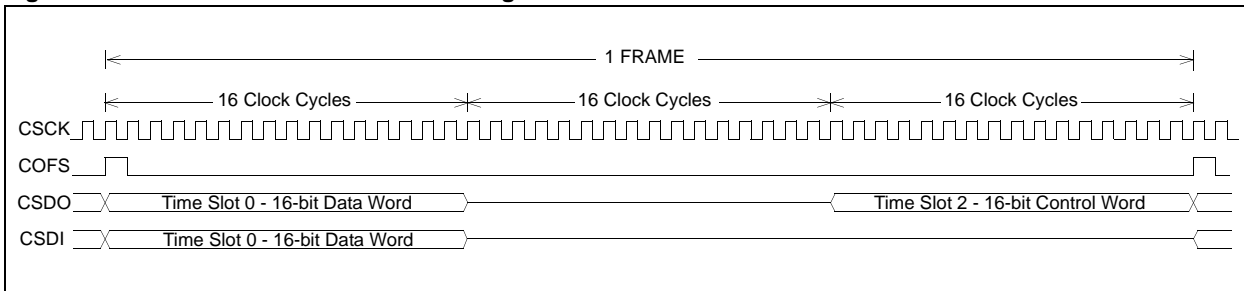 1 FRAME
16 Clock Cycles 16 Clock Cycles 16 Clock Cycles
CSCK
COFS
CSDO Time Slot 0 - 16-bit Data Word Time Slot 2 - 16-bit Control Word
CSDI Time Slot 0 - 16-bit Data Word